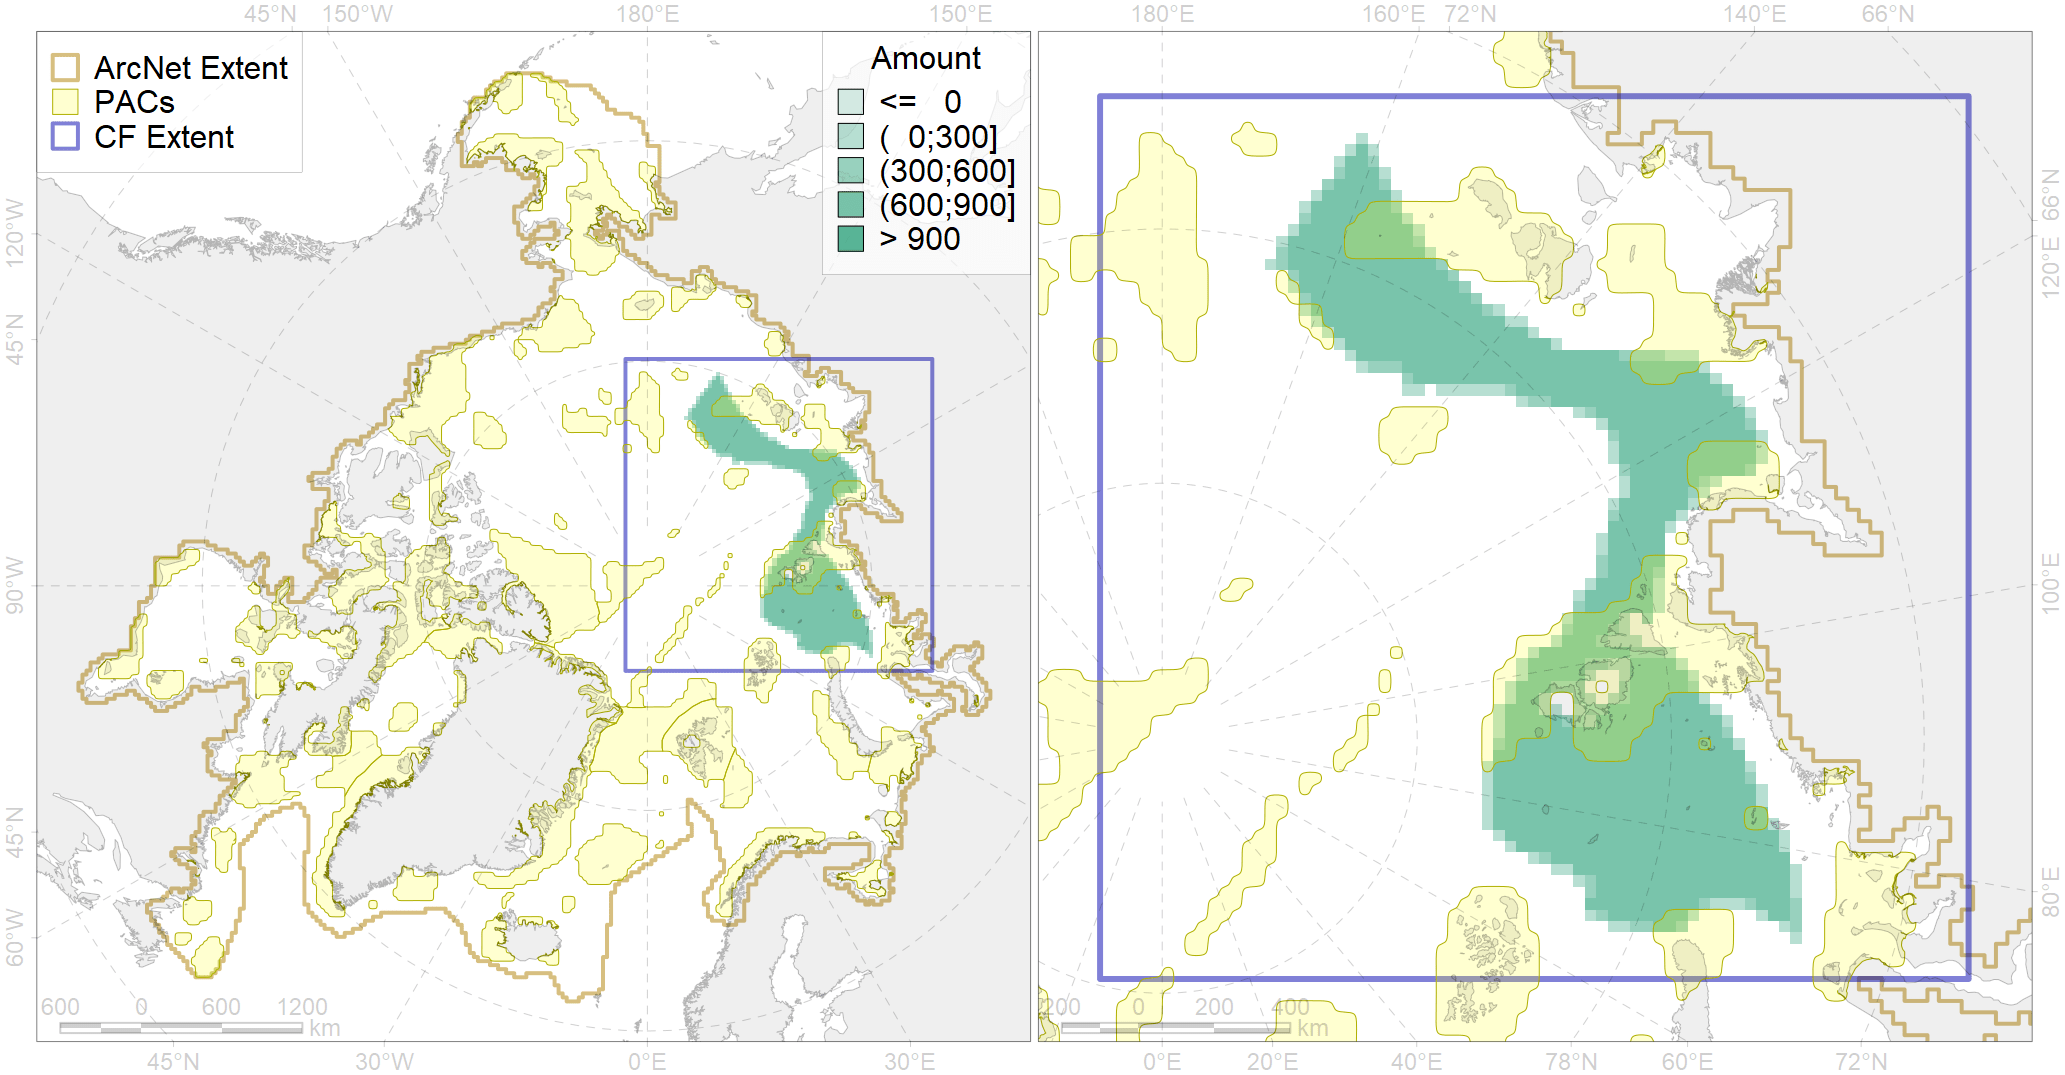 45°N 150°W 180°E 150°E 180°E 160°E 72°N 140°E 66°N
ArcNet Extent
PACs
CF Extent
Amount
<= 0
( 0;300]
(300;600]
(600;900]
> 900
120°W
45°N
90°W
45°N
60°W
66°N
120°E
100°E
80°E
600 0 600 1200
km
200 0 200 400
km
45°N 30°W 0°E 30°E 0°E 20°E 40°E 78°N 60°E 72°N